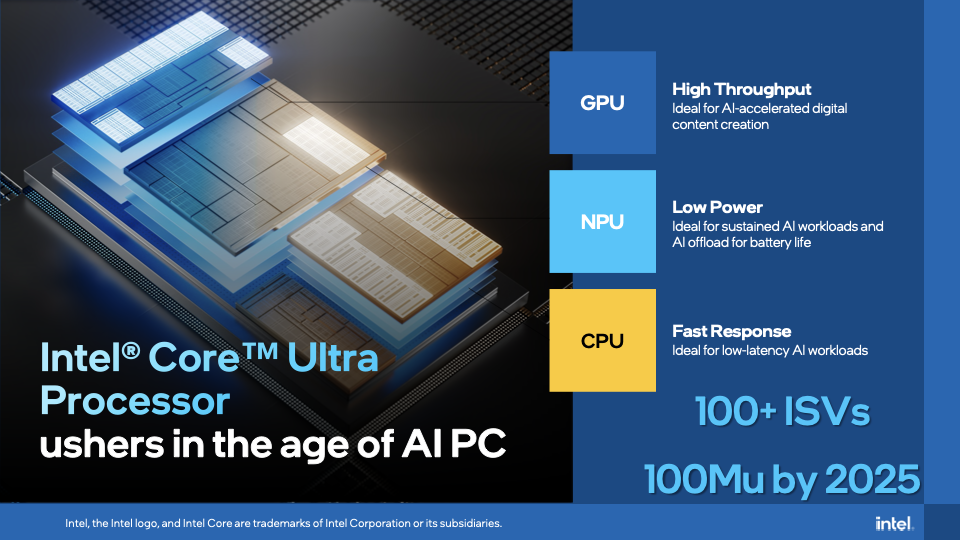 GPU
High Throughput
Ideal for AI-accelerated digital
content creation
NPU
Low Power
Ideal for sustained AI workloads and
AI offload for battery life
CPU
Fast Response
Ideal for low-latency AI workloads
Intel® Core™ Ultra
Processor
ushers in the age of AI PC
100+ ISVs
100Mu by 2025
Intel, the Intel logo, and Intel Core are trademarks of Intel Corporation or its subsidiaries.
intel.